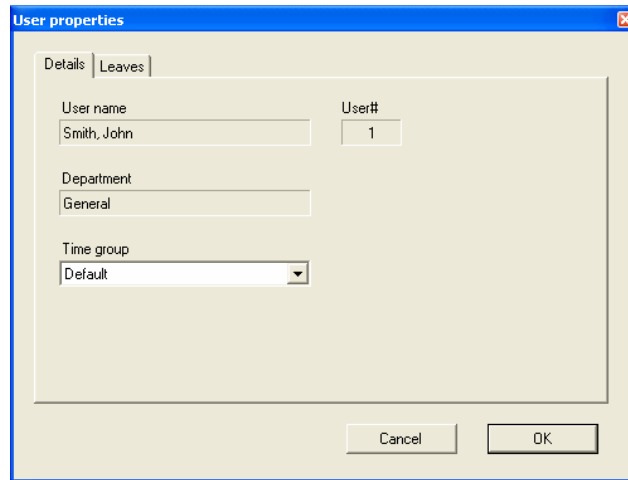 User properties
Details Leaves
User name User#
Smith, John 1
Department
General
Time group
Default
Cancel OK